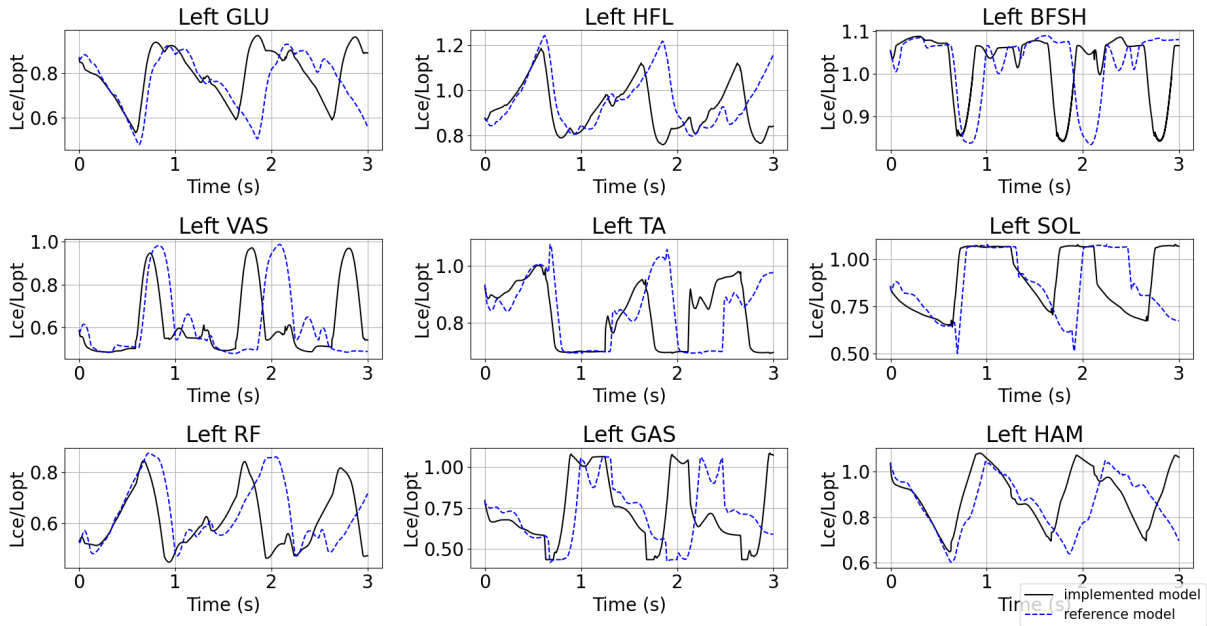 Left GLU
Left HFL
Left BFSH
Lce/Lopt
0.8
0.6
Lce/Lopt
1.2
1.0
0.8
Lce/Lopt
1.1
1.0
0.9
0 1 2 3
0 1 2 3
0 1 2 3
Time (s)
Time (s)
Time (s)
Left VAS
Left TA
Left SOL
Lce/Lopt
1.0
0.8
0.6
Lce/Lopt
1.0
0.8
Lce/Lopt
1.00
0.75
0.50
0 1 2 3
0 1 2 3
0 1 2 3
Time (s)
Time (s)
Time (s)
Left RF
Left GAS
Left HAM
Lce/Lopt
0.8
0.6
Lce/Lopt
1.00
0.75
0.50
Lce/Lopt
1.0
0.8
0.6
0 1 2 3
0 1 2 3
0 1 2 3
Time (s)
Time (s)
Time (s)
implemented model
reference model